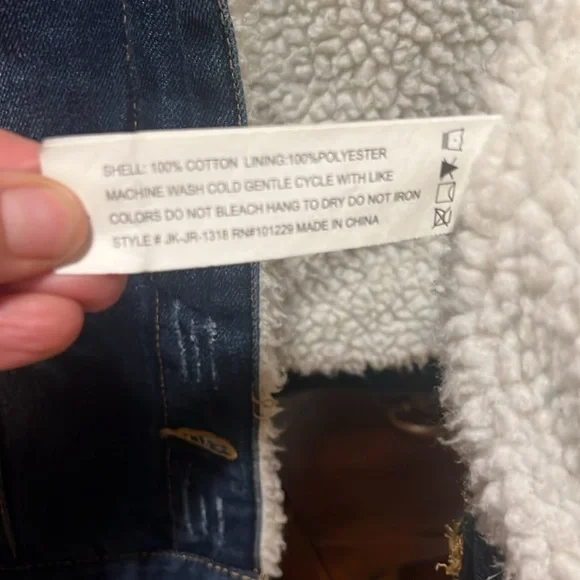 SHELL: 100% COTTON LINING:100%POLYESTER
MACHINE WASH COLD GENTLE CYCLE WITH LIKE
COLORS DO NOT BLEACH HANG TO DRY DO NOT IRON
STYLE # JK-JR-1318 RN#101229 MADE IN CHINA